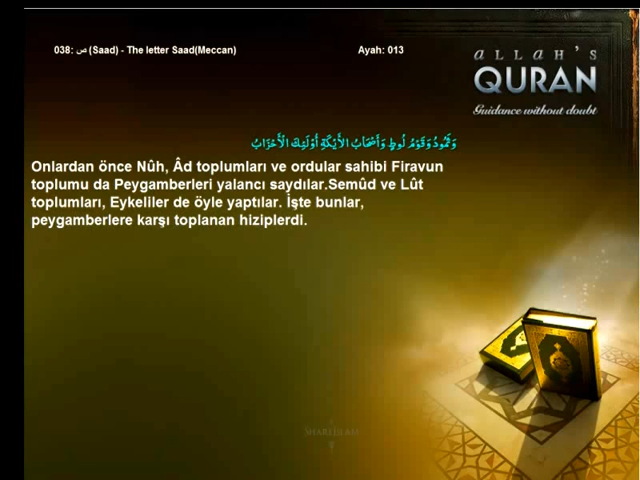 038: ص (Saad) - The letter Saad(Meccan) Ayah: 013
ALLAH'S
QURAN
Guidance without doubt
وَثَمُودُ وَقَوْمُ لُوطٍ وَأَصْحَابُ الْأَيْكَةِ أُوْلَئِكَ الْأَحْزَابُ
Onlardan önce Nûh, Âd toplumları ve ordular sahibi Firavun
toplumu da Peygamberleri yalancı saydılar.Semûd ve Lût
toplumları, Eykeliler de öyle yaptılar. İşte bunlar,
peygamberlere karşı toplanan hiziplerdi.